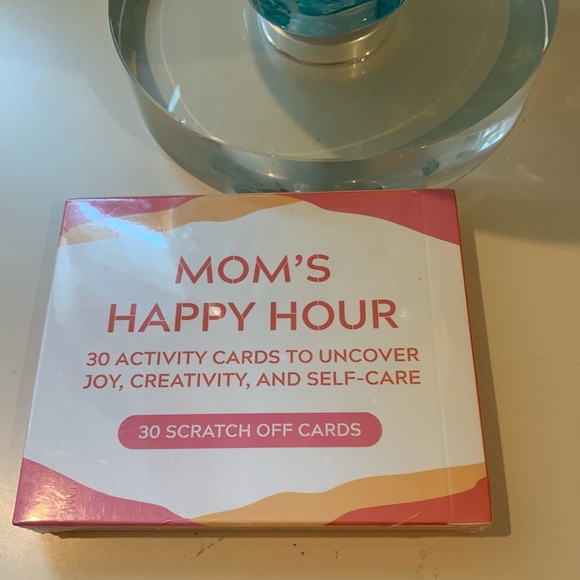 MOM'S
HAPPY HOUR
30 ACTIVITY CARDS TO UNCOVER
JOY, CREATIVITY, AND SELF-CARE
30 SCRATCH OFF CARDS